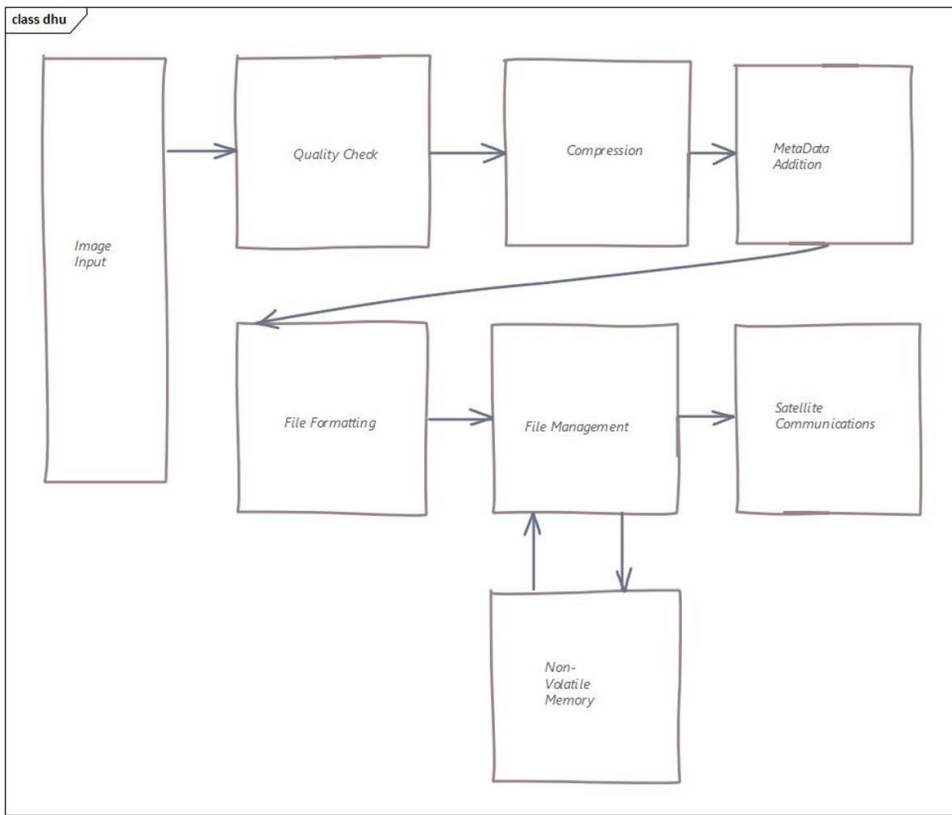 class dhu
Image
Input
Quality Check
Compression
MetaData
Addition
File Formatting
File Management
Satellite
Communications
Non-
Volatile
Memory